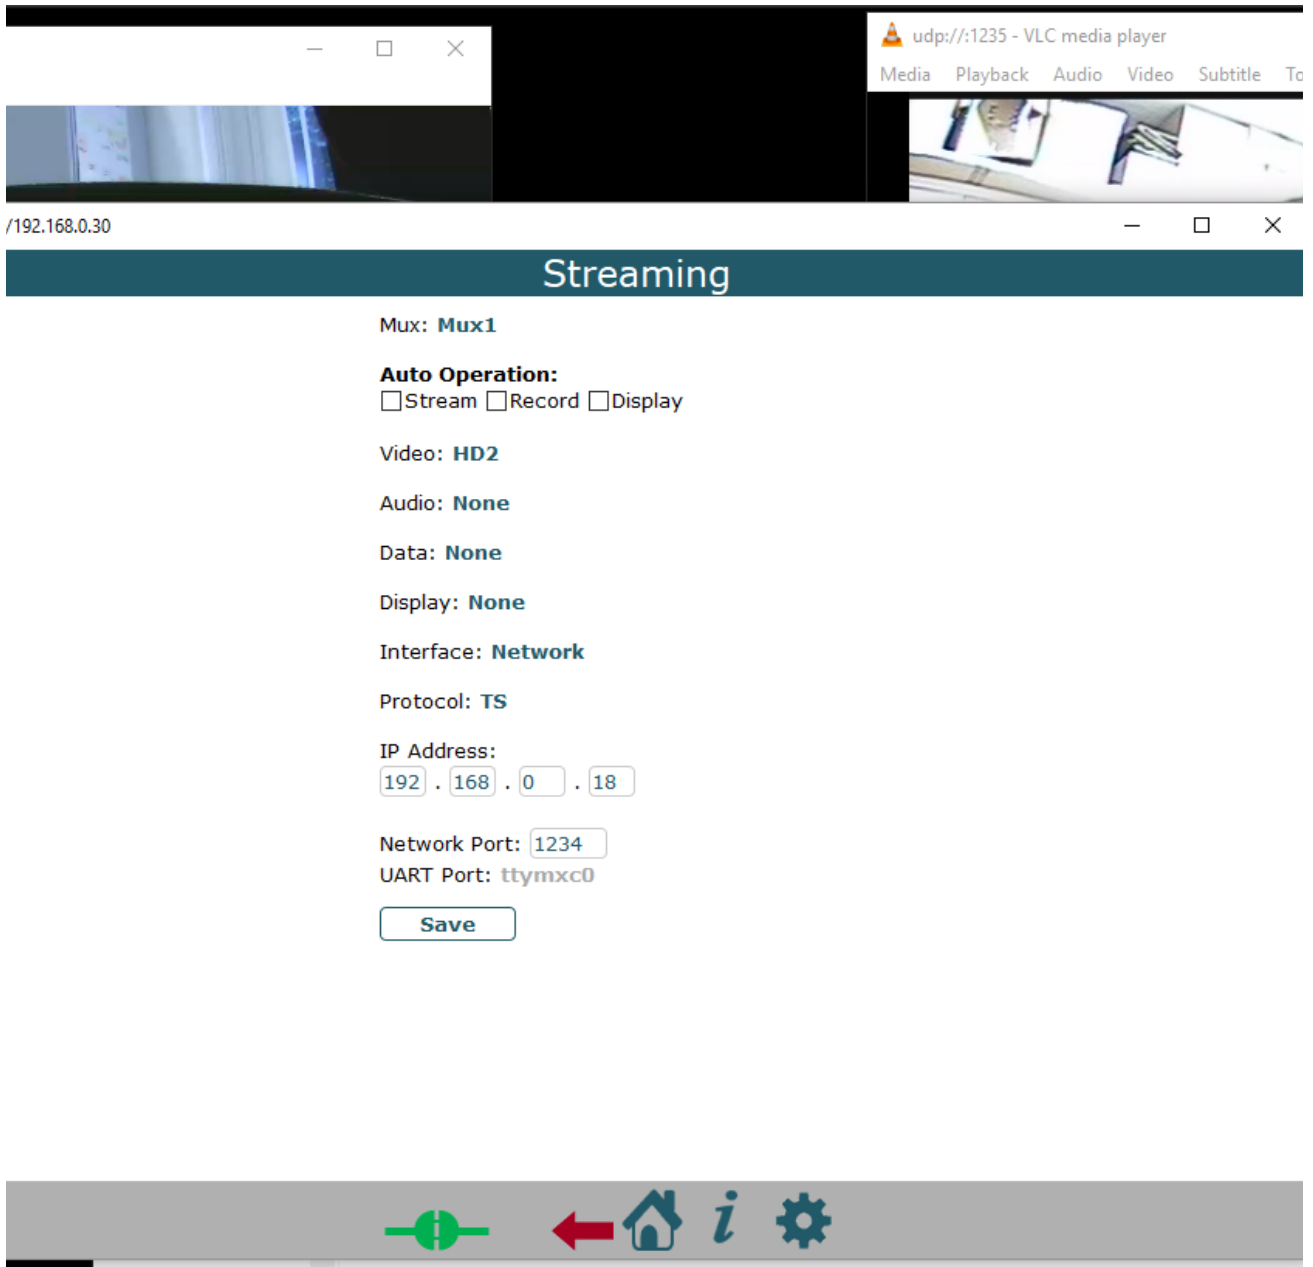 udp://:1235 - VLC media player
Media Playback Audio Video Subtitle To
/192.168.0.30
Streaming
Mux: Mux1
Auto Operation:
Stream Record Display
Video: HD2
Audio: None
Data: None
Display: None
Interface: Network
Protocol: TS
IP Address:
192 . 168 . 0 . 18
Network Port: 1234
UART Port: ttymxc0
Save
i